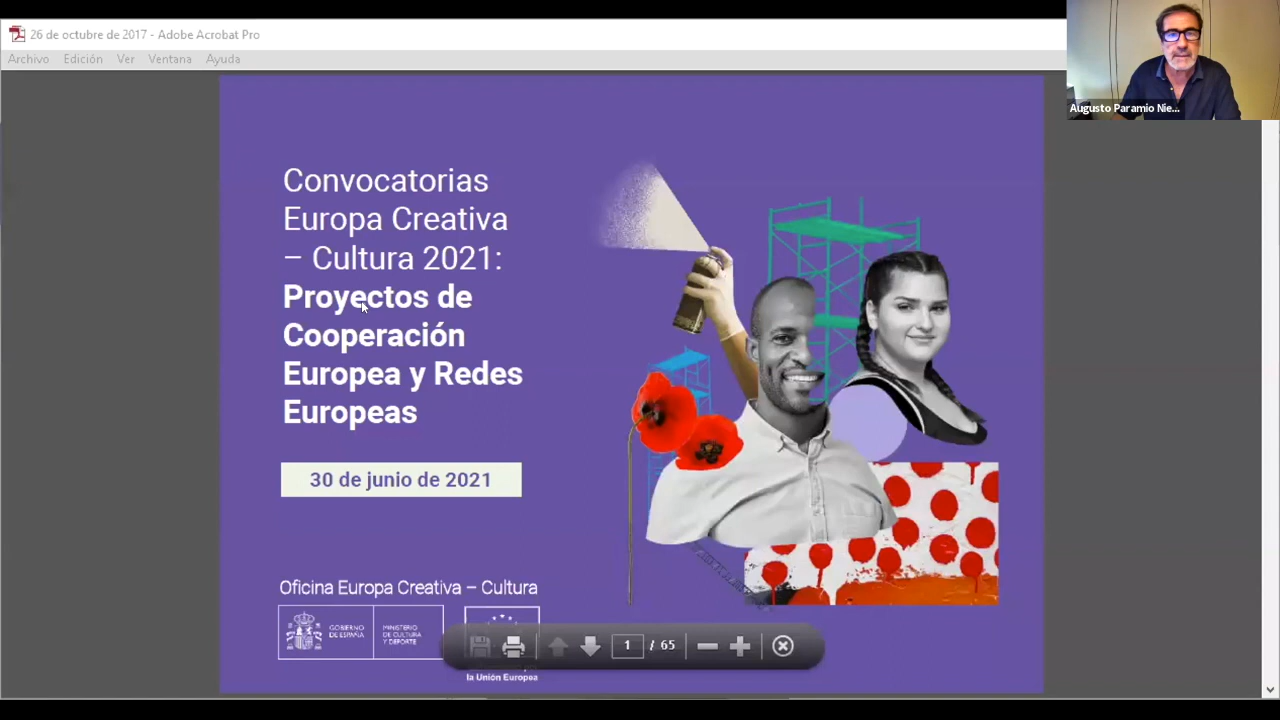 26 de octubre de 2017 - Adobe Acrobat Pro
Archivo Edición Ver Ventana Ayuda
Augusto Paramio Nie...
Convocatorias
Europa Creativa
– Cultura 2021:
Proyectos de
Cooperación
Europea y Redes
Europeas
30 de junio de 2021
Oficina Europa Creativa – Cultura
GOBIERNO
DE ESPAÑA
MINISTERIO
DE CULTURA
Y DEPORTE
1 / 65
la Unión Europea